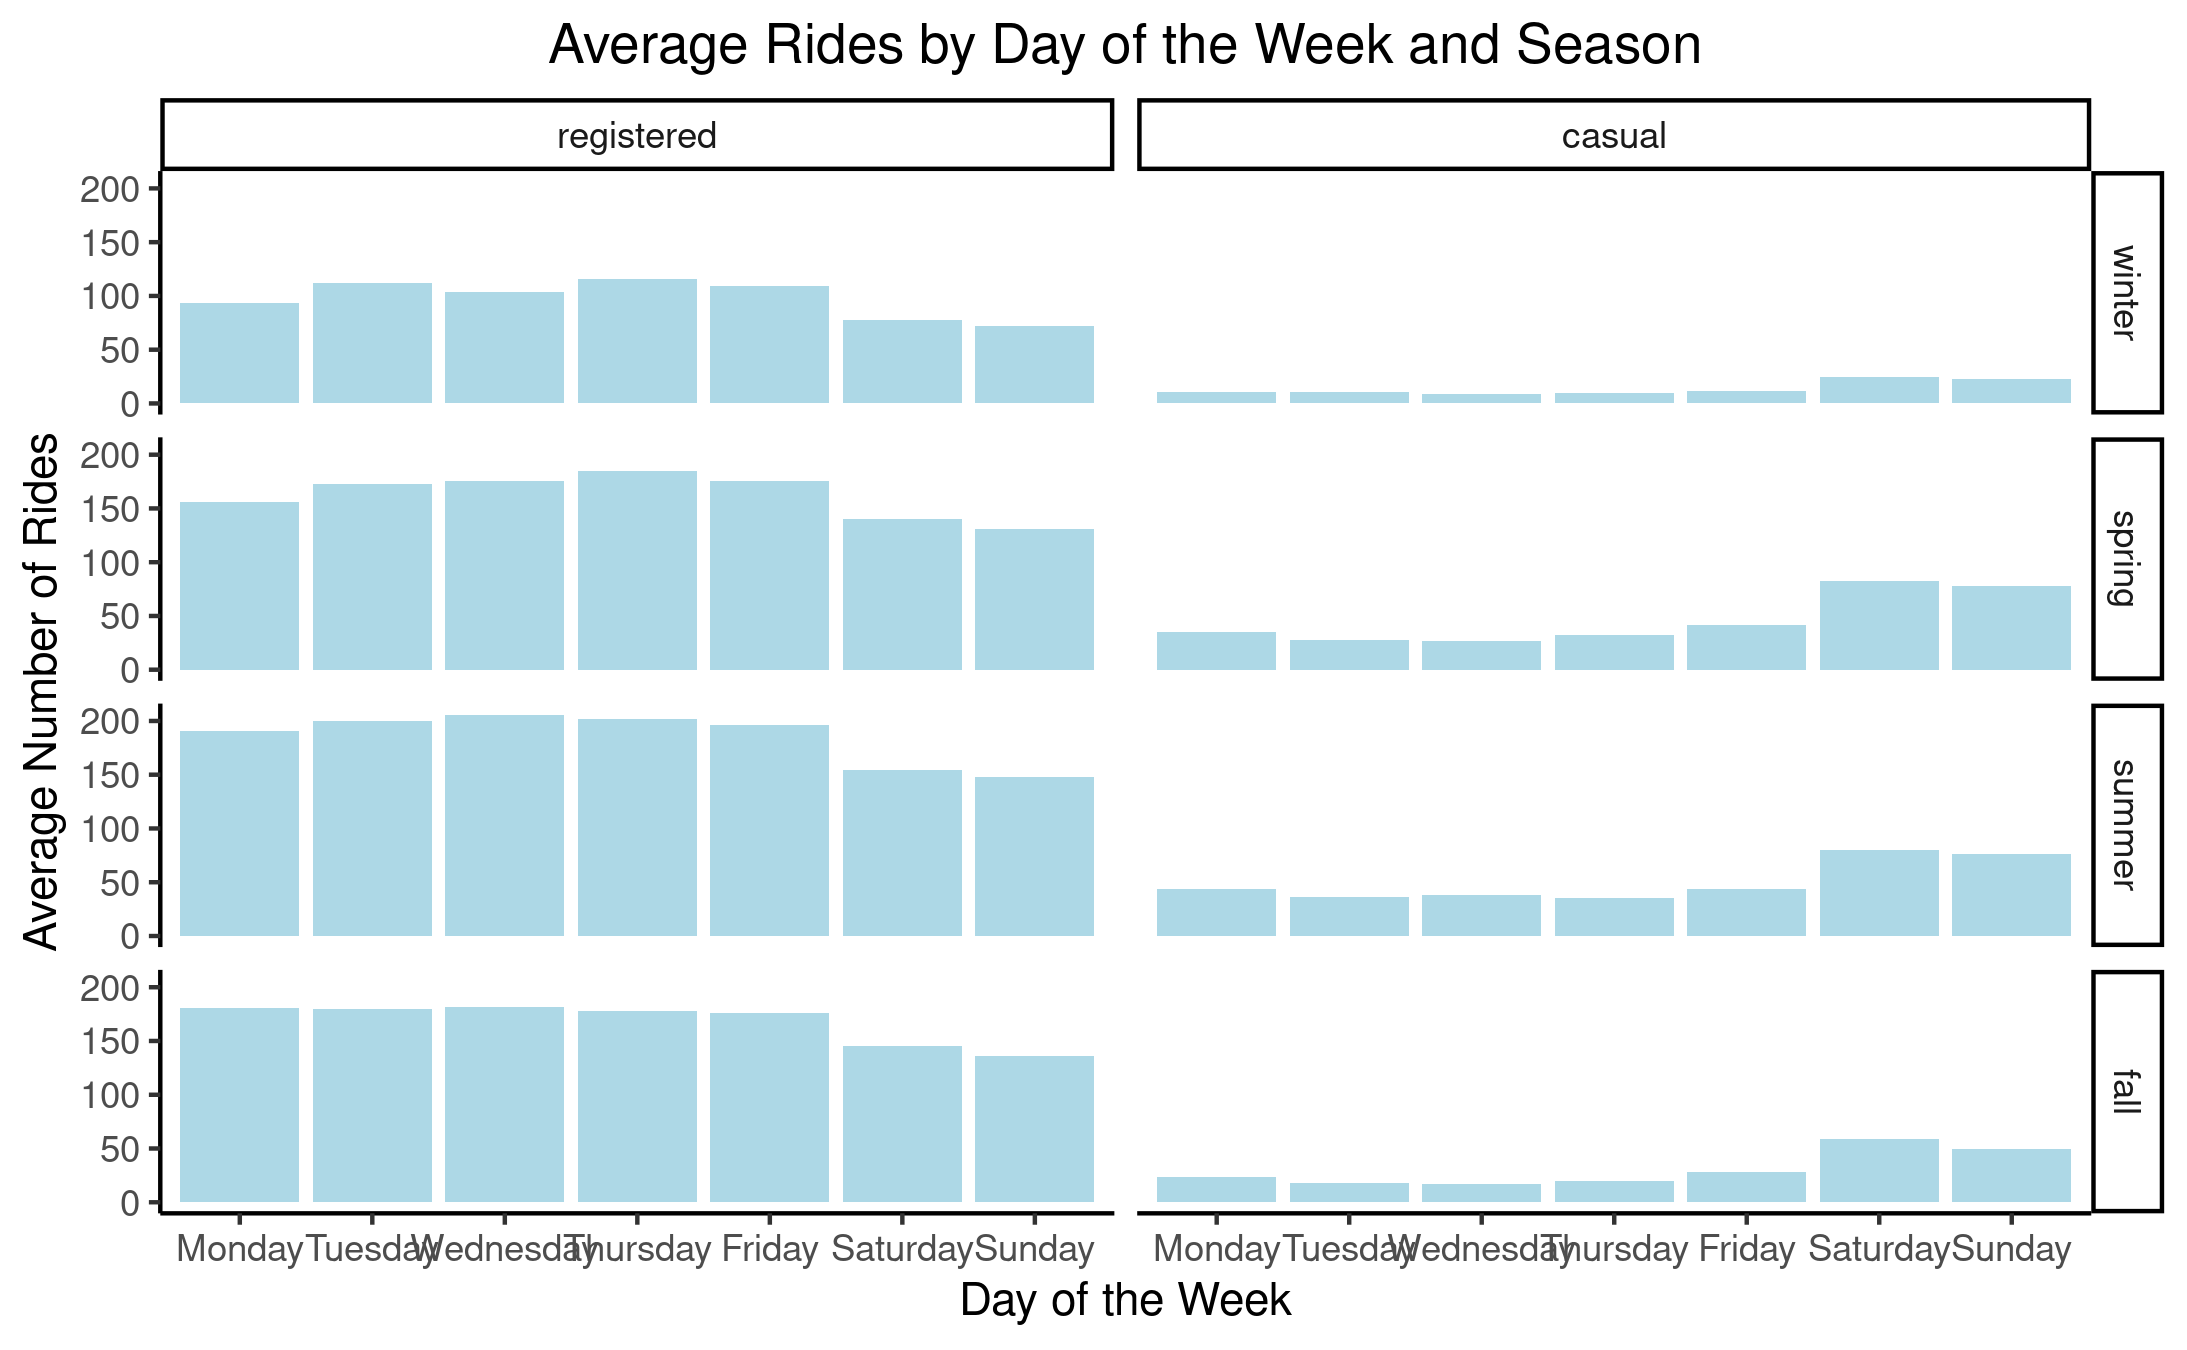 Average Rides by Day of the Week and Season
registered casual
200
150
100
50
0
winter
200
150
100
50
0
spring
200
150
100
50
0
summer
200
150
100
50
0
fall
Average Number of Rides
Monday Tuesday Wednesday Thursday Friday Saturday Sunday Monday Tuesday Wednesday Thursday Friday Saturday Sunday
Day of the Week